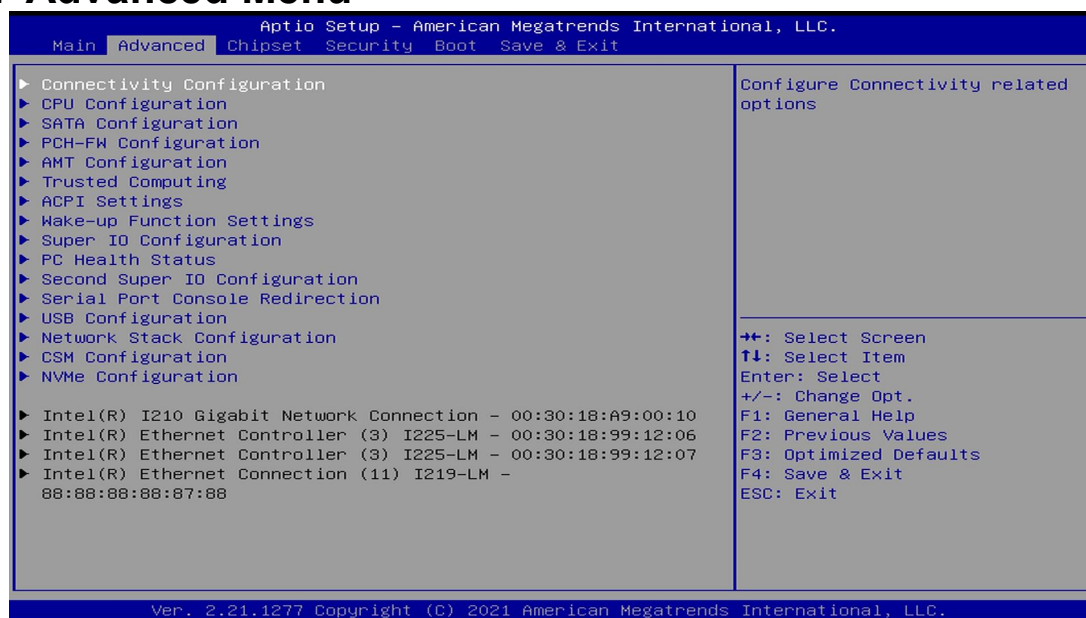 Advanced Menu
Aptio Setup – American Megatrends International, LLC.
Main Advanced Chipset Security Boot Save & Exit
► Connectivity Configuration
► CPU Configuration
► SATA Configuration
► PCH-FW Configuration
► AMT Configuration
► Trusted Computing
► ACPI Settings
► Wake-up Function Settings
► Super IO Configuration
► PC Health Status
► Second Super IO Configuration
► Serial Port Console Redirection
► USB Configuration
► Network Stack Configuration
► CSM Configuration
► NVMe Configuration
► Intel(R) I210 Gigabit Network Connection – 00:30:18:A9:00:10
► Intel(R) Ethernet Controller (3) I225-LM – 00:30:18:99:12:06
► Intel(R) Ethernet Controller (3) I225-LM – 00:30:18:99:12:07
► Intel(R) Ethernet Connection (11) I219-LM –
88:88:88:88:87:88
Configure Connectivity related
options
→←: Select Screen
↑↓: Select Item
Enter: Select
+/-: Change Opt.
F1: General Help
F2: Previous Values
F3: Optimized Defaults
F4: Save & Exit
ESC: Exit
Ver. 2.21.1277 Copyright (C) 2021 American Megatrends International, LLC.